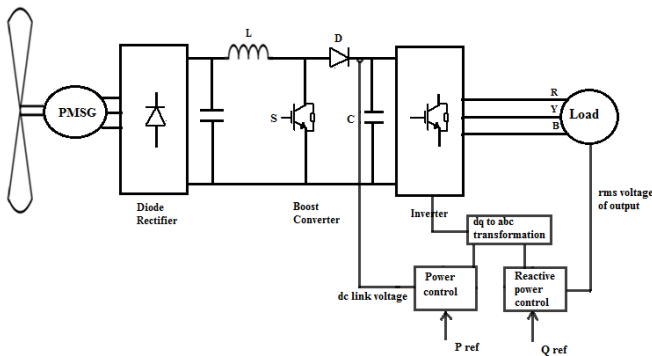 L
D
PMSG
S
C
R
Y
B
Load
Diode
Rectifier
Boost
Converter
Inverter
rms voltage
of output
dq to abc
transformation
dc link voltage
Power
control
Reactive
power
control
P ref
Q ref